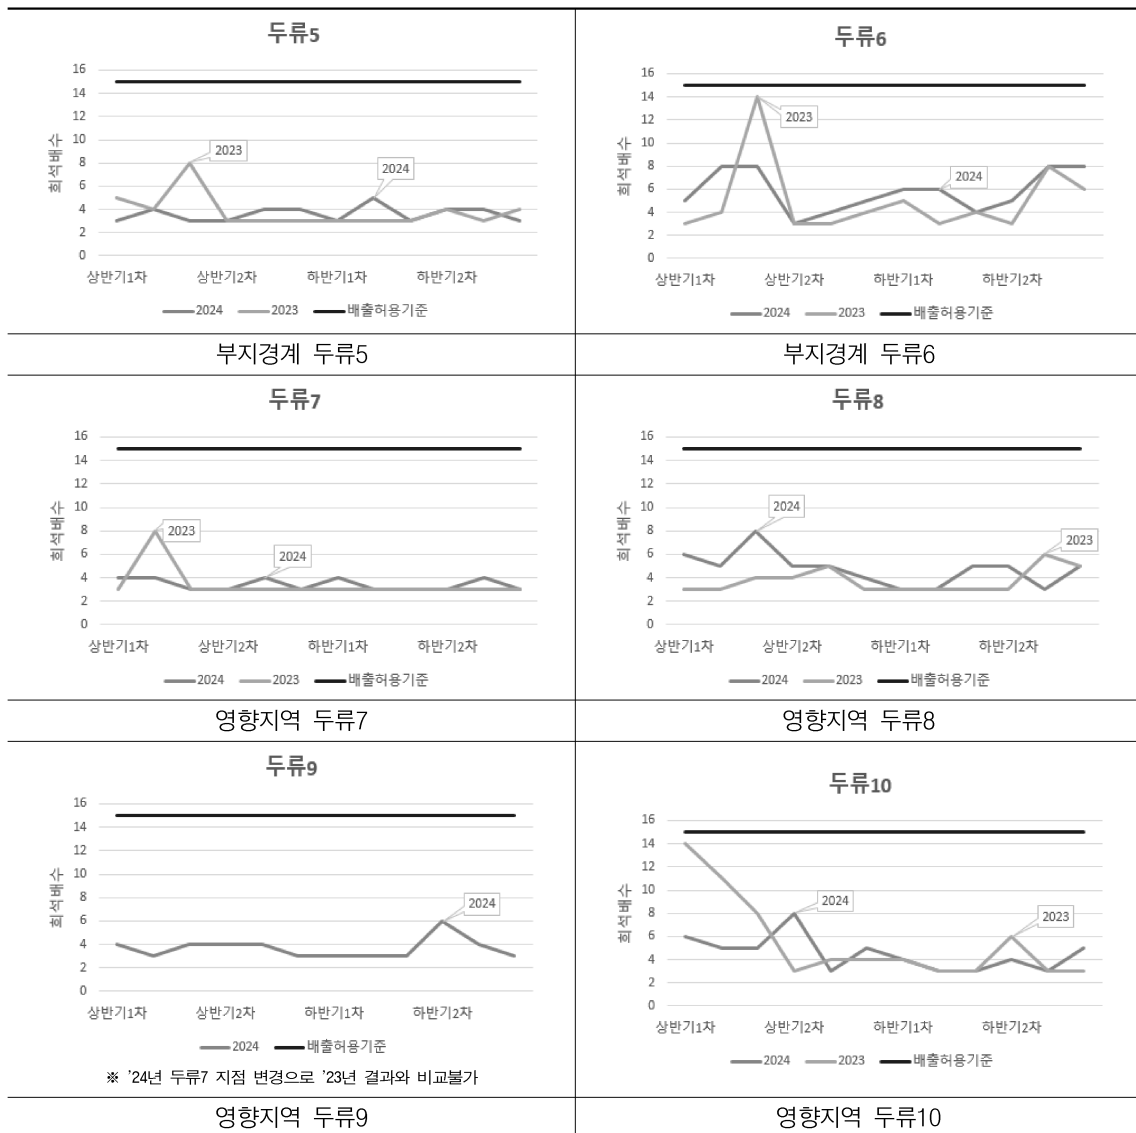 두류5
16
14
12
10
8
6
4
2
0
희석배수
2023
2024
상반기1차 상반기2차 하반기1차 하반기2차
2024 2023 배출허용기준
부지경계 두류5
두류6
16
14
12
10
8
6
4
2
0
희석배수
2023
2024
상반기1차 상반기2차 하반기1차 하반기2차
2024 2023 배출허용기준
부지경계 두류6
두류7
16
14
12
10
8
6
4
2
0
희석배수
2023
2024
상반기1차 상반기2차 하반기1차 하반기2차
2024 2023 배출허용기준
영향지역 두류7
두류8
16
14
12
10
8
6
4
2
0
희석배수
2024
2023
상반기1차 상반기2차 하반기1차 하반기2차
2024 2023 배출허용기준
영향지역 두류8
두류9
16
14
12
10
8
6
4
2
0
희석배수
2024
상반기1차 상반기2차 하반기1차 하반기2차
2024 배출허용기준
※ '24년 두류7 지점 변경으로 '23년 결과와 비교불가
영향지역 두류9
두류10
16
14
12
10
8
6
4
2
0
희석배수
2024
2023
상반기1차 상반기2차 하반기1차 하반기2차
2024 2023 배출허용기준
영향지역 두류10